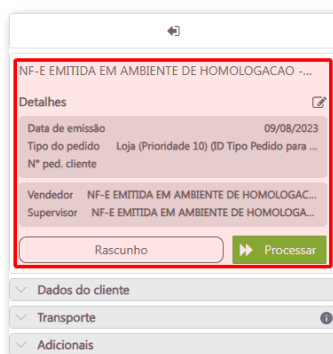 NF-E EMITIDA EM AMBIENTE DE HOMOLOGACAO -...
Detalhes
Data de emissão 09/08/2023
Tipo do pedido Loja (Prioridade 10) (ID Tipo Pedido para ...
N° ped. cliente
Vendedor NF-E EMITIDA EM AMBIENTE DE HOMOLOGAC...
Supervisor NF-E EMITIDA EM AMBIENTE DE HOMOLOGA...
Rascunho Processar
Dados do cliente
Transporte
Adicionais